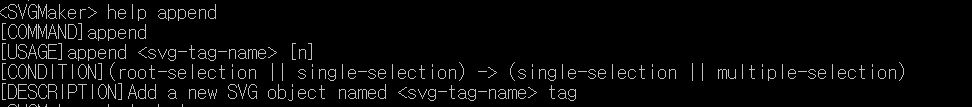 <SVGMaker> help append
[COMMAND]append
[USAGE]append <svg-tag-name> [n]
[CONDITION](root-selection || single-selection) -> (single-selection || multiple-selection)
[DESCRIPTION]Add a new SVG object named <svg-tag-name> tag